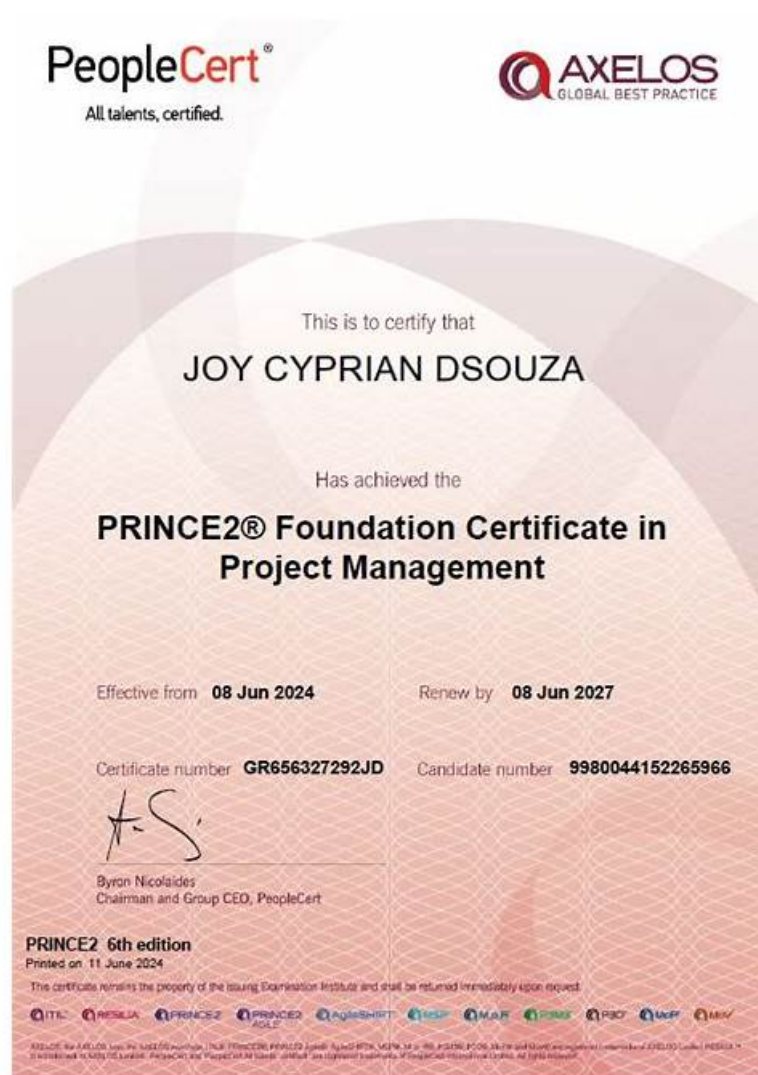 PeopleCert®
All talents, certified.
AXELOS
GLOBAL BEST PRACTICE
This is to certify that
JOY CYPRIAN DSOUZA
Has achieved the
PRINCE2® Foundation Certificate in
Project Management
Effective from 08 Jun 2024
Renew by 08 Jun 2027
Certificate number GR656327292JD
Candidate number 9980044152265966
Byron Nicolaides
Chairman and Group CEO, PeopleCert
PRINCE2 6th edition
Printed on 11 June 2024
This certificate remains the property of the issuing Examination Institute and shall be returned immediately upon request.
ITIL® RESILIA PRINCE2 PRINCE2 AGILE AgileSHIFT MSP M_o_R P3M3 P3O MoP MoV